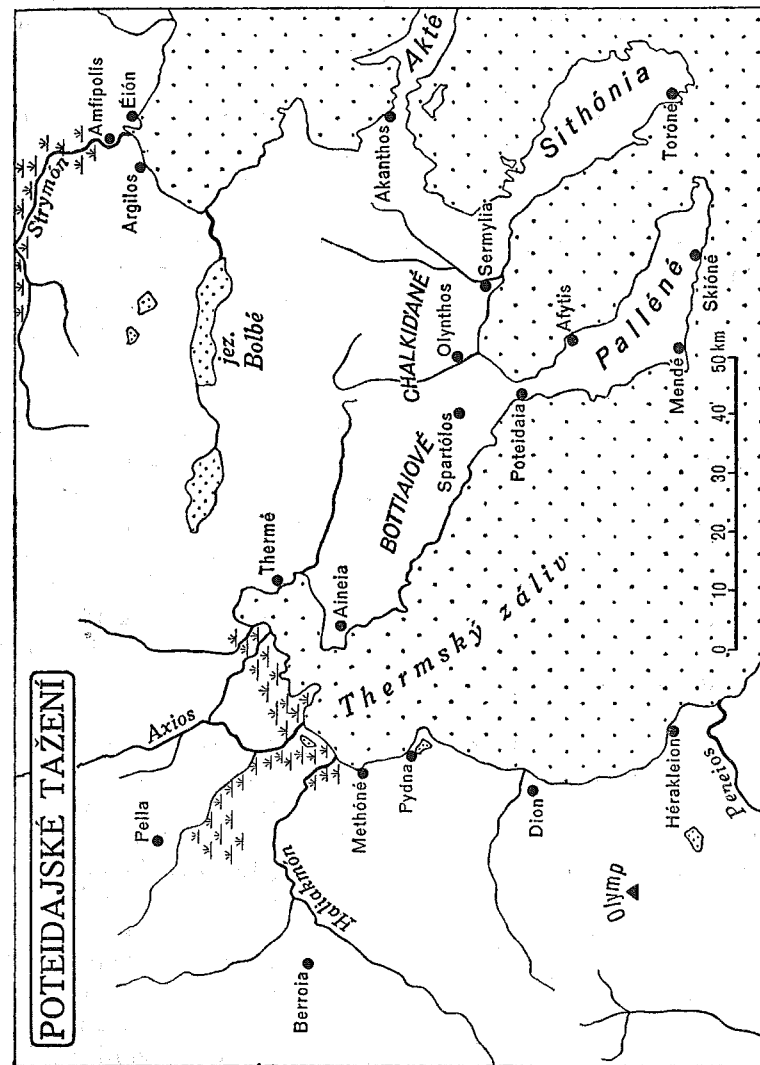 POTEIDAJSKÉ TAŽENÍ
Pella
Axios
Berroia
Haliakmón
Methóné
Pydna
Dion
Olymp
Hérakleion
Peneios
Thermé
Aineia
Thermský záliv
BOTTIAIOVÉ
Spartólos
Poteidaia
CHALKIĎANÉ
Olynthos
Sermylia
Afytis
Palléné
Mendé
Skióné
jez.
Bolbé
Strymón
Amfipolis
Éión
Argilos
Akanthos
Akté
Sithónia
Toróné
0 10 20 30 40 50 km